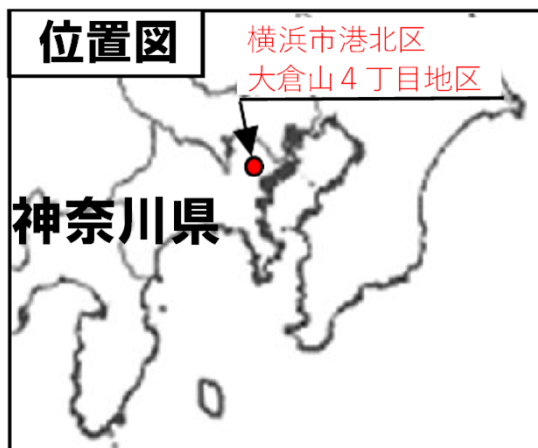 位置図
横浜市港北区
大倉山４丁目地区
神奈川県